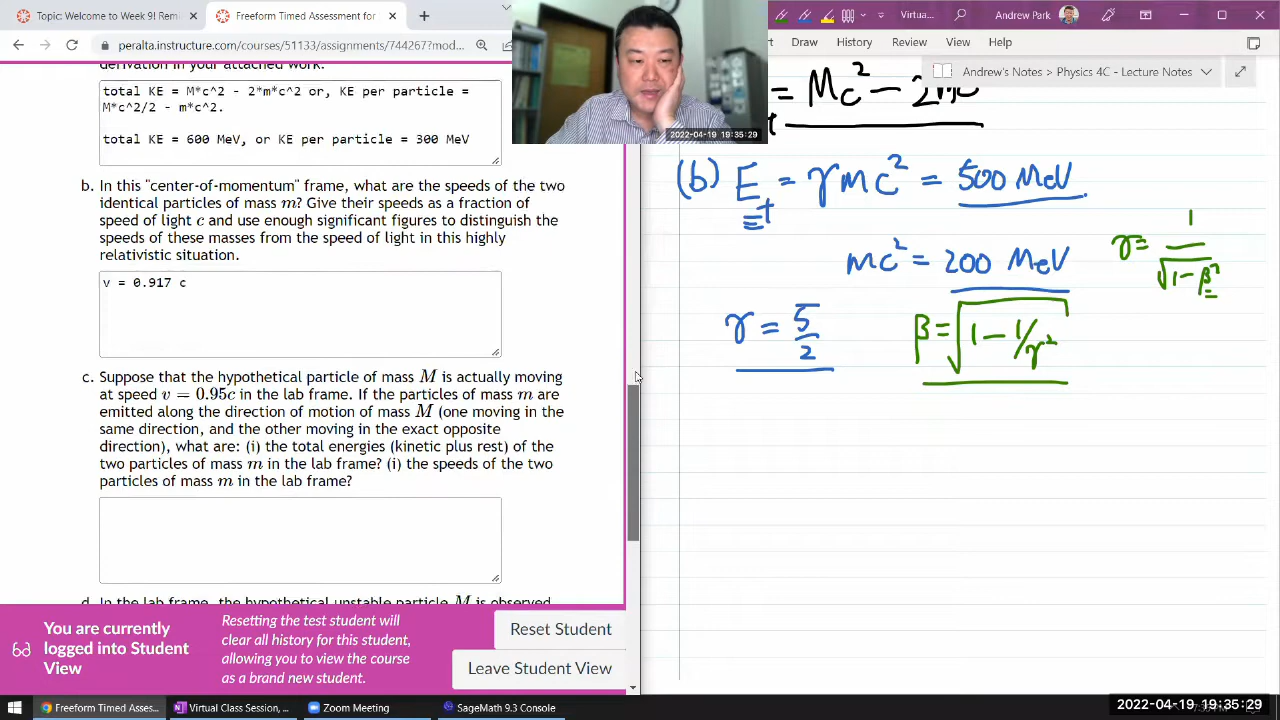 Topic: Welcome to Week 9! Rem
Freeform Timed Assessment for
Virtua...
Andrew Park
peralta.instructure.com/courses/51133/assignments/7442677mod...
Draw History Review View Help
Andrew's Notes > Physics 4C - Lecture Notes
derivation in your attached work.
total KE = M*c^2 - 2*m*c^2 or, KE per particle =
M*c^2/2 - m*c^2.
total KE = 600 MeV, or KE per particle = 300 MeV
2022-04-19 19:35:29
= Mc² – 2mc²
b. In this "center-of-momentum" frame, what are the speeds of the two
identical particles of mass m? Give their speeds as a fraction of
speed of light c and use enough significant figures to distinguish the
speeds of these masses from the speed of light in this highly
relativistic situation.
v = 0.917 c
(b) E+ = γmc² = 500 MeV
mc² = 200 MeV
γ = 1/√1-β²
γ = 5/2
β = √1 – 1/γ²
c. Suppose that the hypothetical particle of mass M is actually moving
at speed v = 0.95c in the lab frame. If the particles of mass m are
emitted along the direction of motion of mass M (one moving in the
same direction, and the other moving in the exact opposite
direction), what are: (i) the total energies (kinetic plus rest) of the
two particles of mass m in the lab frame? (i) the speeds of the two
particles of mass m in the lab frame?
d. In the lab frame, the hypothetical unstable particle M is observed
You are currently
logged into Student
View
Resetting the test student will
clear all history for this student,
allowing you to view the course
as a brand new student.
Reset Student
Leave Student View
Freeform Timed Asses...
Virtual Class Session, ...
Zoom Meeting
SageMath 9.3 Console
2022-04-19 19:35:29